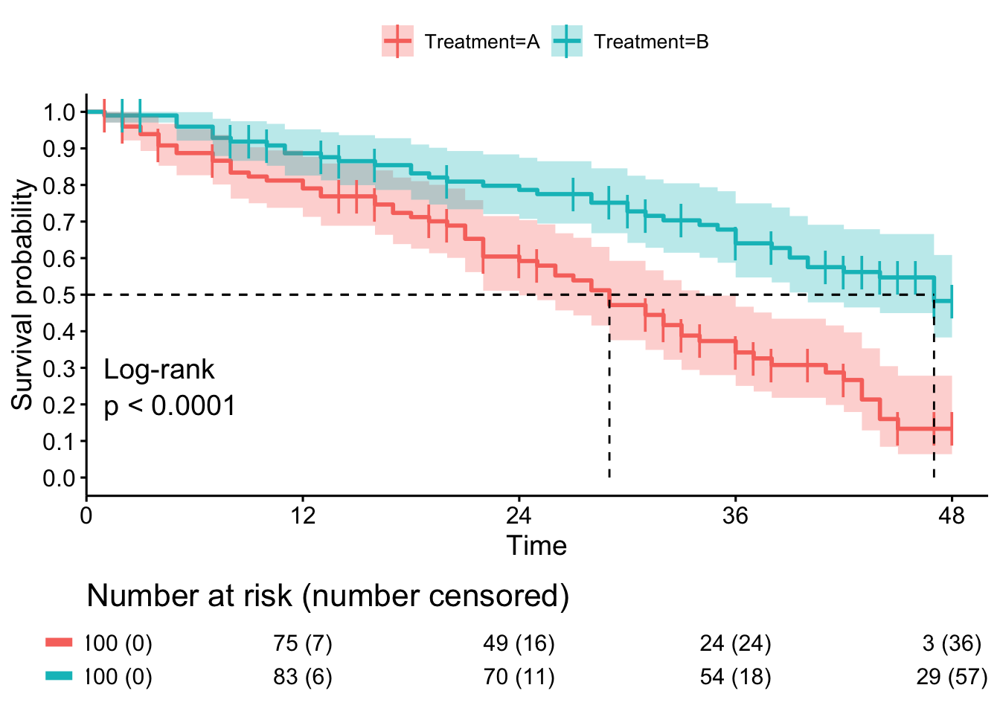 Treatment=A Treatment=B
Survival probability
1.0
0.9
0.8
0.7
0.6
0.5
0.4
0.3
0.2
0.1
0.0
Log-rank
p < 0.0001
0 12 24 36 48
Time
Number at risk (number censored)
100 (0) 75 (7) 49 (16) 24 (24) 3 (36)
100 (0) 83 (6) 70 (11) 54 (18) 29 (57)